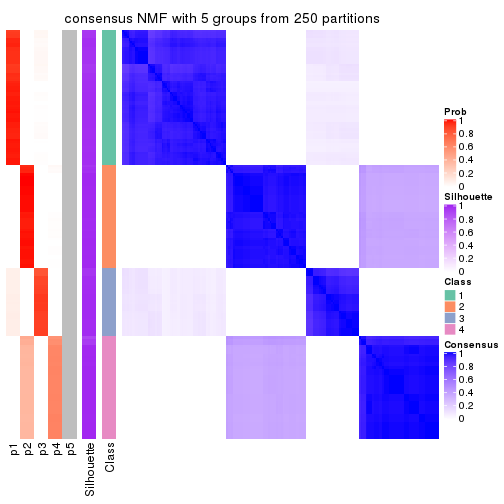 consensus NMF with 5 groups from 250 partitions
Prob
1
0.8
0.6
0.4
0.2
0
Silhouette
1
0.8
0.6
0.4
0.2
0
Class
1
2
3
4
Consensus
1
0.8
0.6
0.4
0.2
0
p1
p2
p3
p4
p5
Silhouette
Class